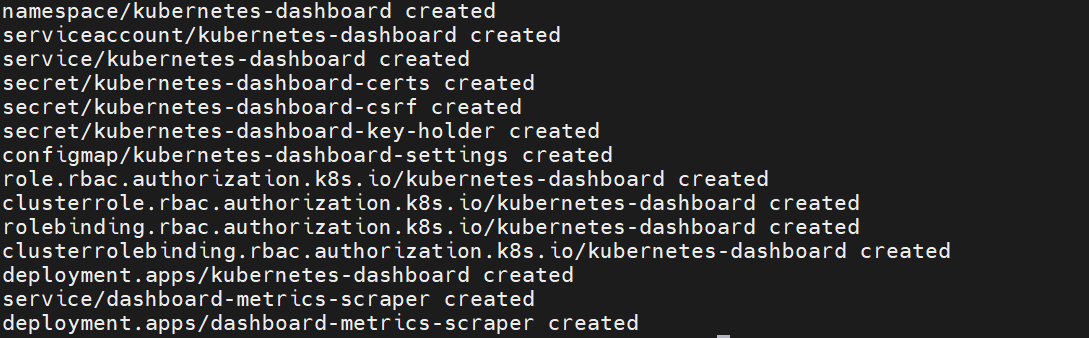 namespace/kubernetes-dashboard created
serviceaccount/kubernetes-dashboard created
service/kubernetes-dashboard created
secret/kubernetes-dashboard-certs created
secret/kubernetes-dashboard-csrf created
secret/kubernetes-dashboard-key-holder created
configmap/kubernetes-dashboard-settings created
role.rbac.authorization.k8s.io/kubernetes-dashboard created
clusterrole.rbac.authorization.k8s.io/kubernetes-dashboard created
rolebinding.rbac.authorization.k8s.io/kubernetes-dashboard created
clusterrolebinding.rbac.authorization.k8s.io/kubernetes-dashboard created
deployment.apps/kubernetes-dashboard created
service/dashboard-metrics-scraper created
deployment.apps/dashboard-metrics-scraper created